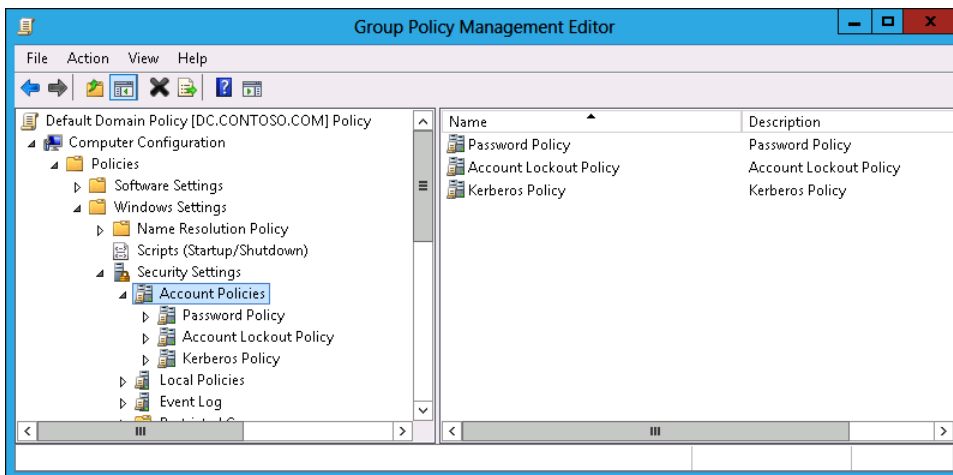 Group Policy Management Editor
File Action View Help
Default Domain Policy [DC.CONTOSO.COM] Policy
Computer Configuration
Policies
Software Settings
Windows Settings
Name Resolution Policy
Scripts (Startup/Shutdown)
Security Settings
Account Policies
Password Policy
Account Lockout Policy
Kerberos Policy
Local Policies
Event Log
Name Description
Password Policy Password Policy
Account Lockout Policy Account Lockout Policy
Kerberos Policy Kerberos Policy